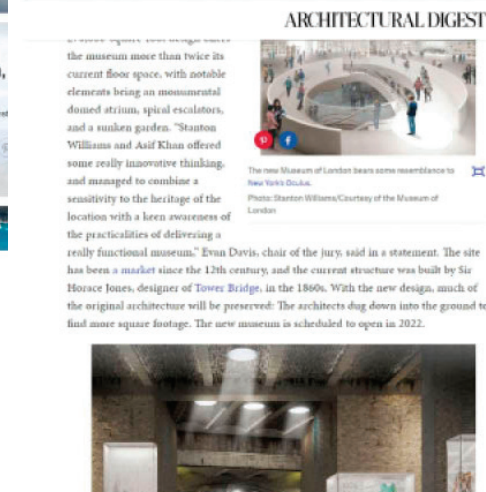 ARCHITECTURAL DIGEST
the museum more than twice its
current floor space, with notable
elements being an monumental
domed atrium, spiral escalators,
and a sunken garden. "Stanton
Williams and Asif Khan offered
some really innovative thinking,
and managed to combine a
sensitivity to the heritage of the
location with a keen awareness of
the practicalities of delivering a
really functional museum," Evan Davis, chair of the jury, said in a statement. The site
has been a market since the 12th century, and the current structure was built by Sir
Horace Jones, designer of Tower Bridge, in the 1860s. With the new design, much of
the original architecture will be preserved: The architects dug down into the ground to
find more square footage. The new museum is scheduled to open in 2022.
The new Museum of London bears some resemblance to
New York's Oculus.
Photo: Stanton Williams/Courtesy of the Museum of
London